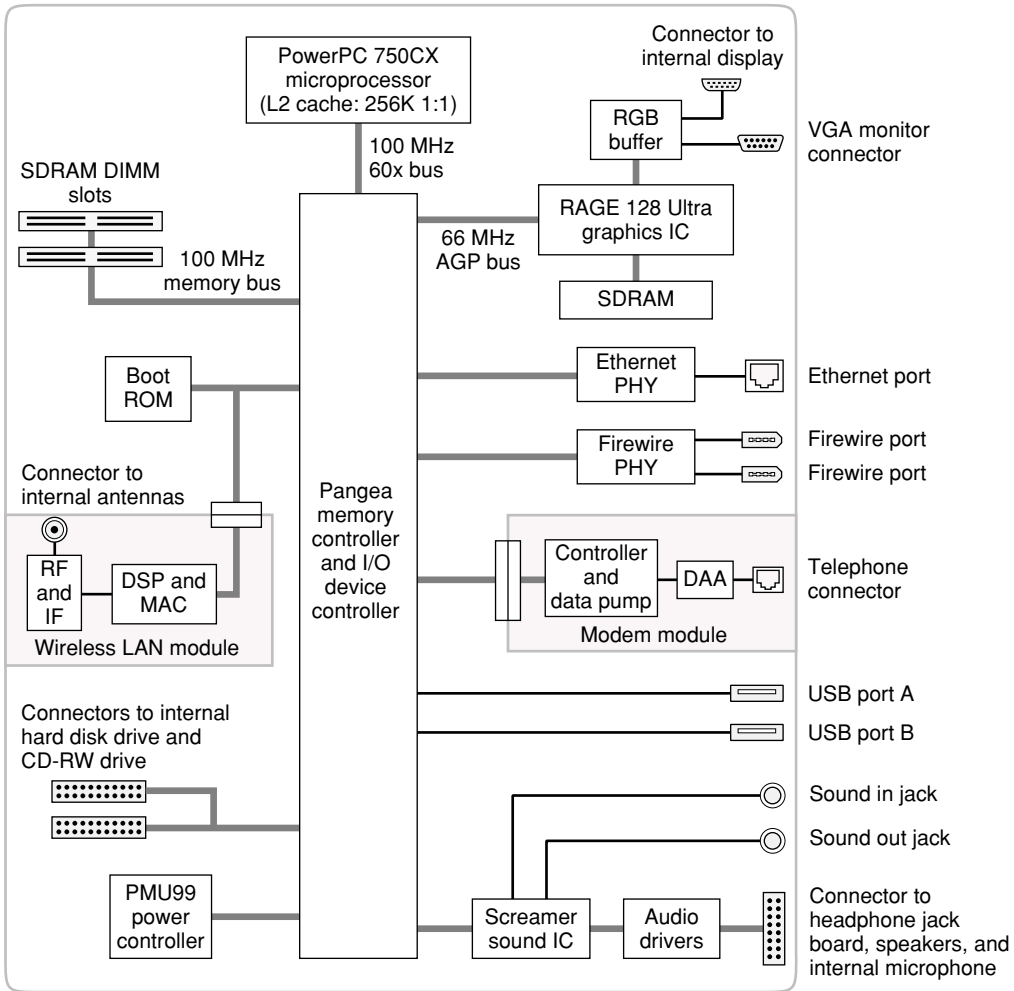 PowerPC 750CX
microprocessor
(L2 cache: 256K 1:1)
100 MHz
60x bus
Connector to
internal display
RGB
buffer
VGA monitor
connector
SDRAM DIMM
slots
100 MHz
memory bus
66 MHz
AGP bus
RAGE 128 Ultra
graphics IC
SDRAM
Boot
ROM
Ethernet
PHY
Ethernet port
Firewire
PHY
Firewire port
Firewire port
Connector to
internal antennas
RF
and
IF
DSP and
MAC
Wireless LAN module
Pangea
memory
controller
and I/O
device
controller
Controller
and
data pump
DAA
Modem module
Telephone
connector
USB port A
USB port B
Connectors to internal
hard disk drive and
CD-RW drive
Sound in jack
Sound out jack
PMU99
power
controller
Screamer
sound IC
Audio
drivers
Connector to
headphone jack
board, speakers, and
internal microphone